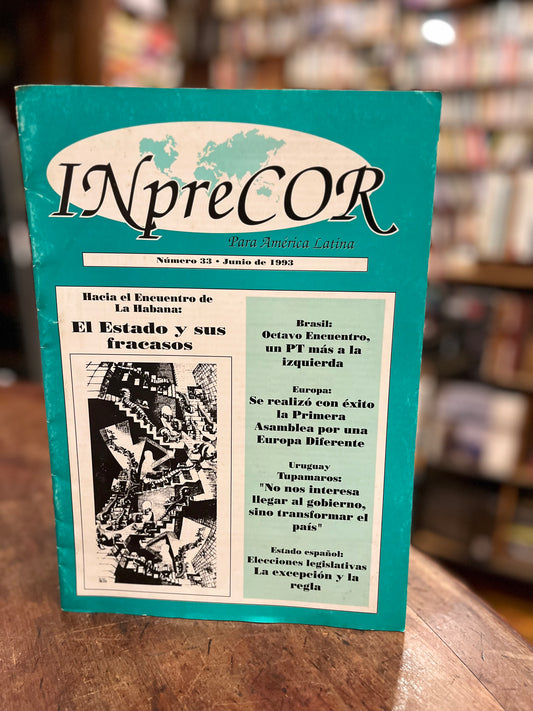 INpreCOR
Para América Latina
Número 33 • Junio de 1993
Hacia el Encuentro de
La Habana:
El Estado y sus
fracasos
Brasil:
Octavo Encuentro,
un PT más a la
izquierda
Europa:
Se realizó con éxito
la Primera
Asamblea por una
Europa Diferente
Uruguay
Tupamaros:
"No nos interesa
llegar al gobierno,
sino transformar el
país"
Estado español:
Elecciones legislativas
La excepción y la
regla